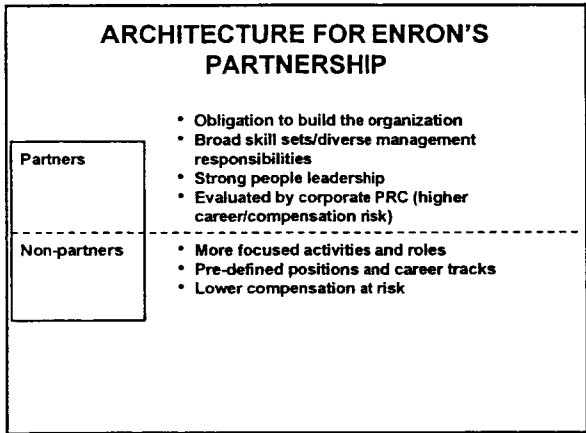 ARCHITECTURE FOR ENRON'S
PARTNERSHIP
Partners
• Obligation to build the organization
• Broad skill sets/diverse management
responsibilities
• Strong people leadership
• Evaluated by corporate PRC (higher
career/compensation risk)
Non-partners
• More focused activities and roles
• Pre-defined positions and career tracks
• Lower compensation at risk